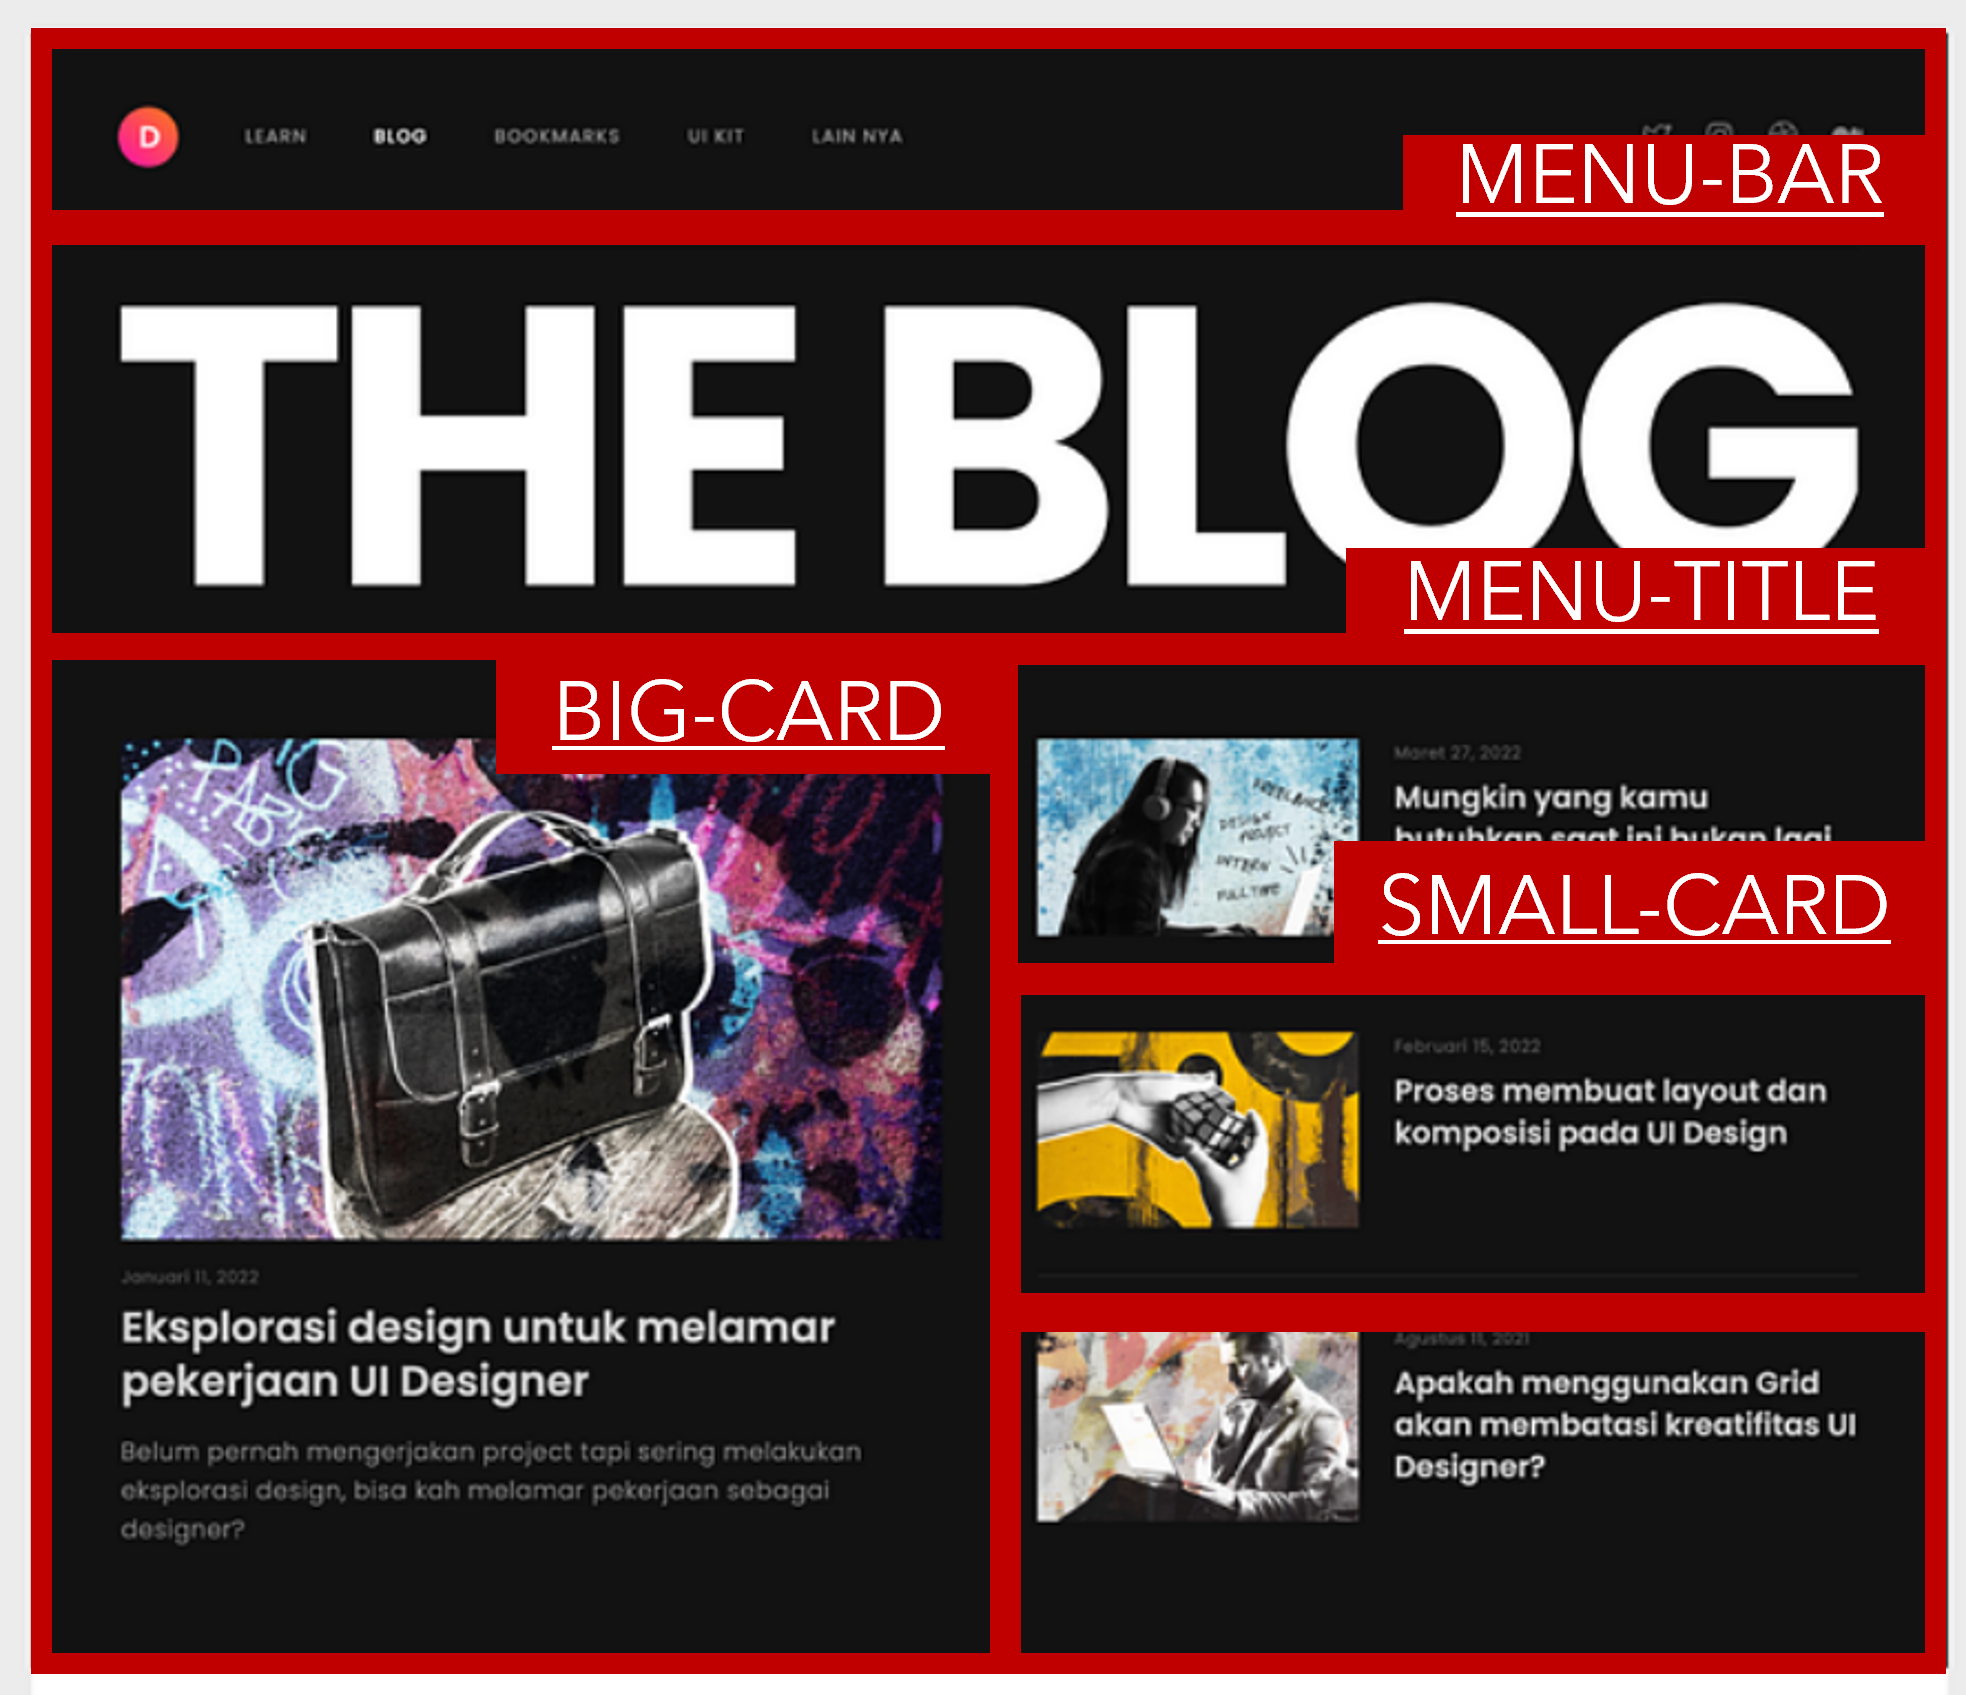 D LEARN BLOG BOOKMARKS UI KIT LAIN NYA
MENU-BAR
THE BLOG
MENU-TITLE
BIG-CARD
Januari 11, 2022
Eksplorasi design untuk melamar
pekerjaan UI Designer
Belum pernah mengerjakan project tapi sering melakukan
eksplorasi design, bisa kah melamar pekerjaan sebagai
designer?
FREELANCE
DESIGN
PROJECT
INTERN
FULL TIME
Maret 27, 2022
Mungkin yang kamu
butuhkan saat ini bukan lagi
SMALL-CARD
Februari 15, 2022
Proses membuat layout dan
komposisi pada UI Design
Agustus 11, 2021
Apakah menggunakan Grid
akan membatasi kreatifitas UI
Designer?